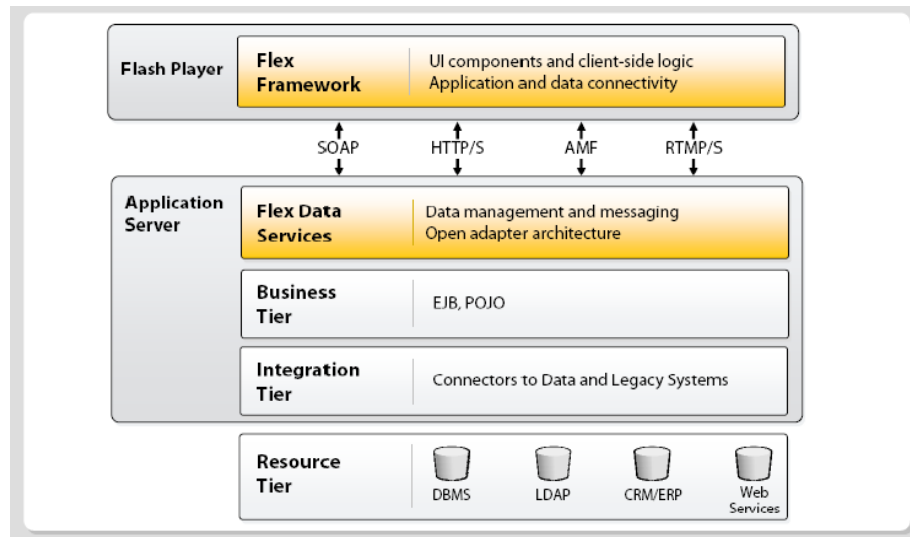 Flash Player
Flex
Framework
UI components and client-side logic
Application and data connectivity
SOAP
HTTP/S
AMF
RTMP/S
Application
Server
Flex Data
Services
Data management and messaging
Open adapter architecture
Business
Tier
EJB, POJO
Integration
Tier
Connectors to Data and Legacy Systems
Resource
Tier
DBMS
LDAP
CRM/ERP
Web
Services